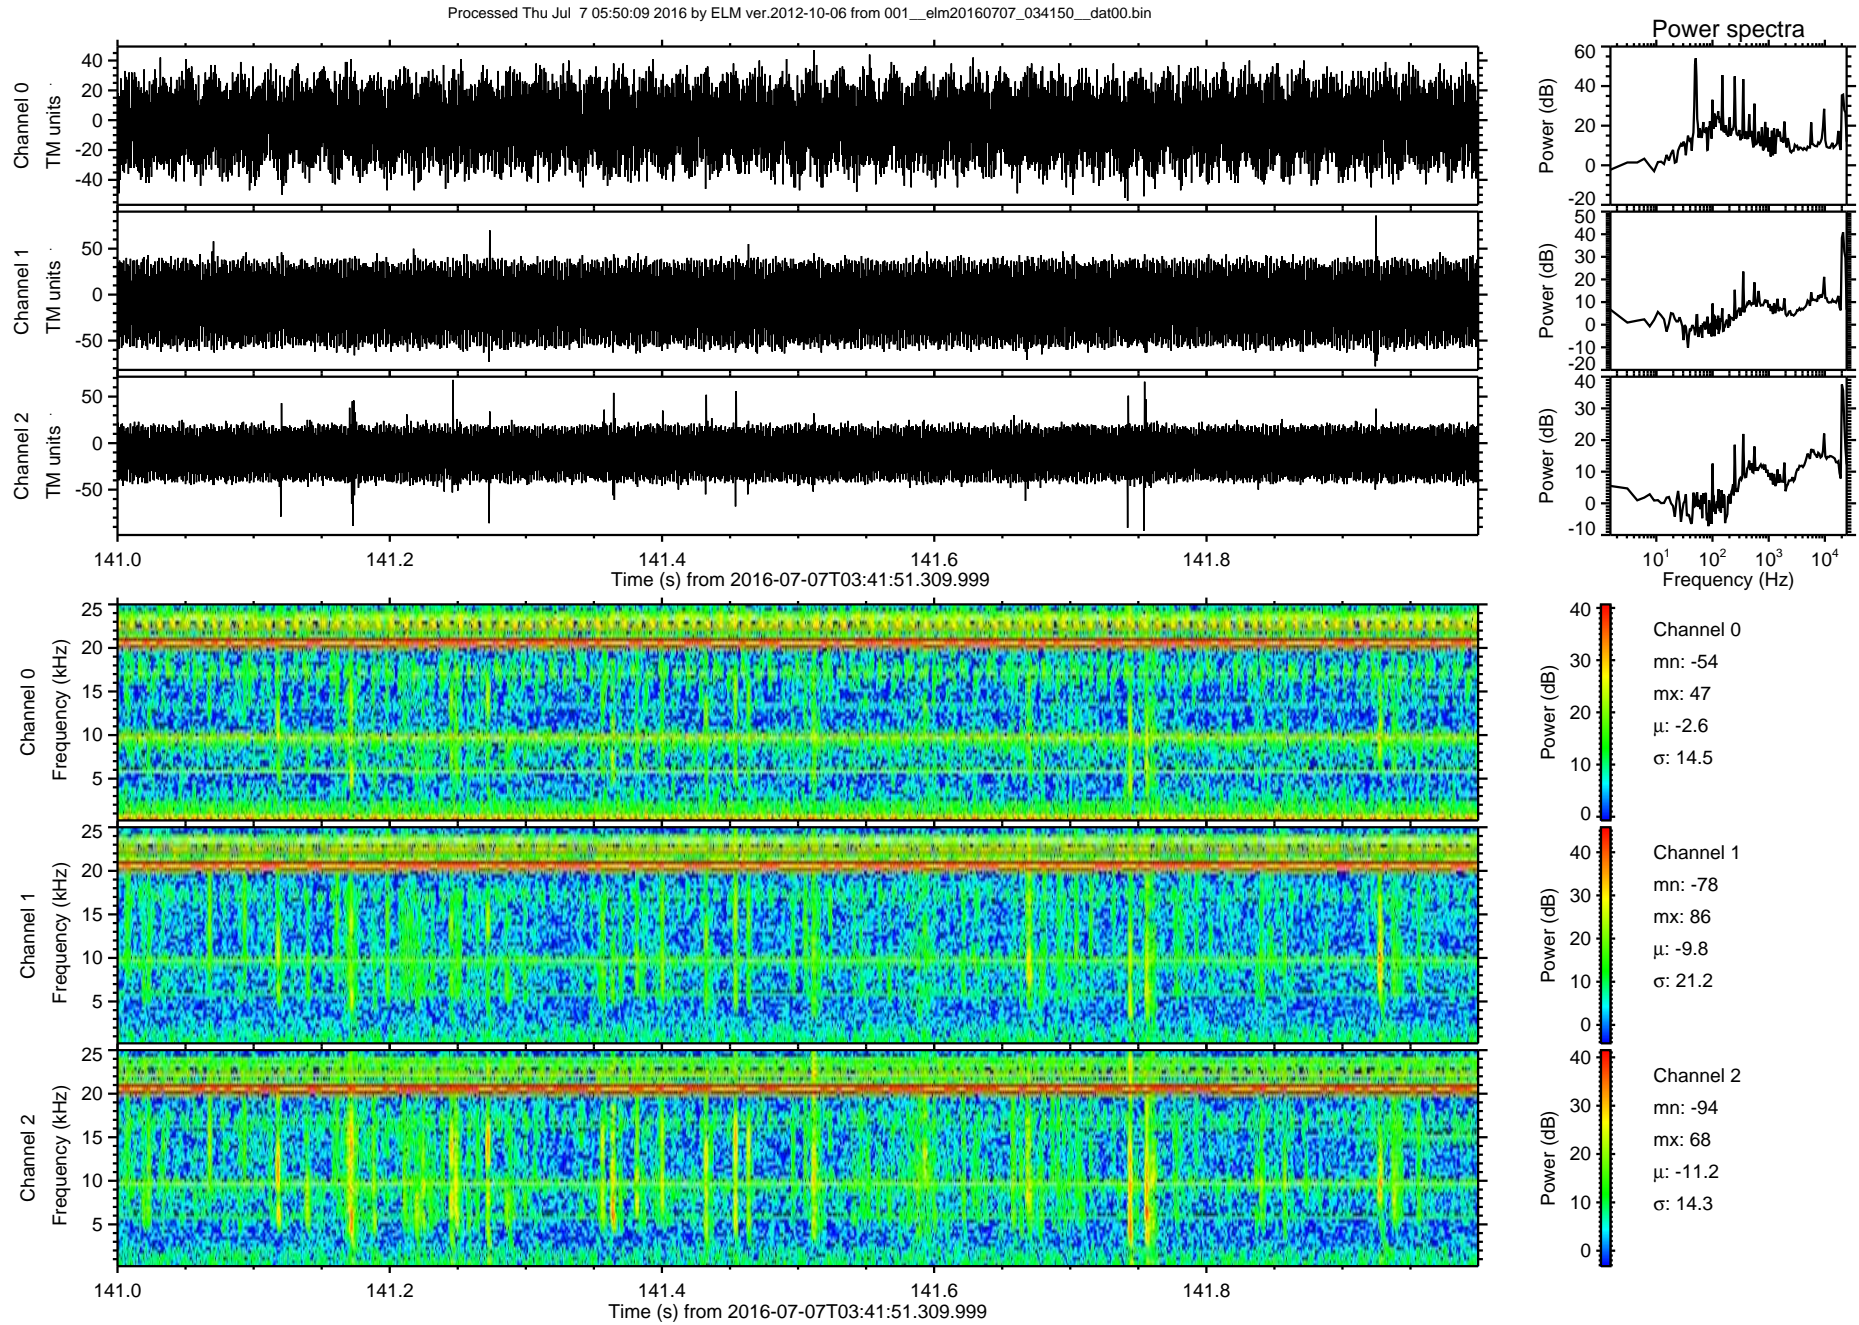 Processed Thu Jul  7 05:50:09 2016 by ELM ver.2012-10-06 from 001__elm20160707_034150__dat00.bin
Power spectra
Channel 0
TM units
40
20
0
-20
-40
Power (dB)
60
40
20
0
-20
Channel 1
TM units
50
0
-50
Power (dB)
50
40
30
20
10
0
-10
-20
Channel 2
TM units
50
0
-50
Power (dB)
40
30
20
10
0
-10
141.0 141.2 141.4 141.6 141.8
Time (s) from 2016-07-07T03:41:51.309.999
10¹ 10² 10³ 10⁴
Frequency (Hz)
Channel 0
Frequency (kHz)
25
20
15
10
5
Power (dB)
40
30
20
10
0
Channel 0
mn: -54
mx: 47
µ: -2.6
σ: 14.5
Channel 1
Frequency (kHz)
25
20
15
10
5
Power (dB)
40
30
20
10
0
Channel 1
mn: -78
mx: 86
µ: -9.8
σ: 21.2
Channel 2
Frequency (kHz)
25
20
15
10
5
Power (dB)
40
30
20
10
0
Channel 2
mn: -94
mx: 68
µ: -11.2
σ: 14.3
141.0 141.2 141.4 141.6 141.8
Time (s) from 2016-07-07T03:41:51.309.999